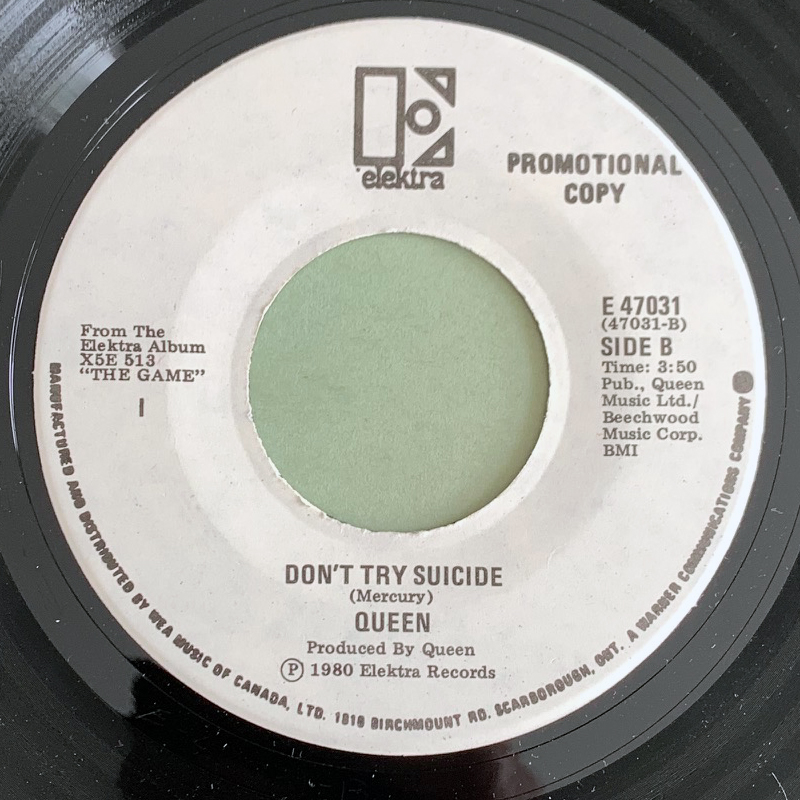 elektra
PROMOTIONAL
COPY
From The
Elektra Album
X5E 513
"THE GAME"
I
E 47031
(47031-B)
SIDE B
Time: 3:50
Pub., Queen
Music Ltd./
Beechwood
Music Corp.
BMI
DON'T TRY SUICIDE
(Mercury)
QUEEN
Produced By Queen
Ⓟ 1980 Elektra Records
MANUFACTURED AND DISTRIBUTED BY WEA MUSIC OF CANADA, LTD. 1810 BIRCHMOUNT RD. SCARBOROUGH, ONT. A WARNER COMMUNICATIONS COMPANY